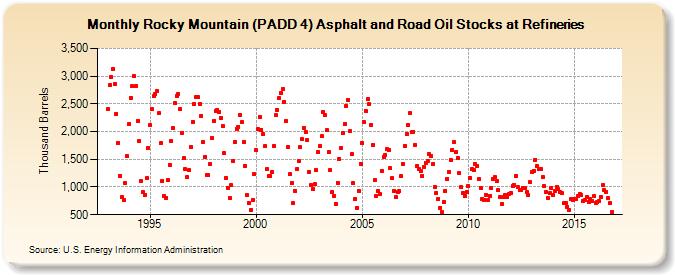 Monthly Rocky Mountain (PADD 4) Asphalt and Road Oil Stocks at Refineries
Thousand Barrels
3,500
3,000
2,500
2,000
1,500
1,000
500
1995 2000 2005 2010 2015
Source: U.S. Energy Information Administration